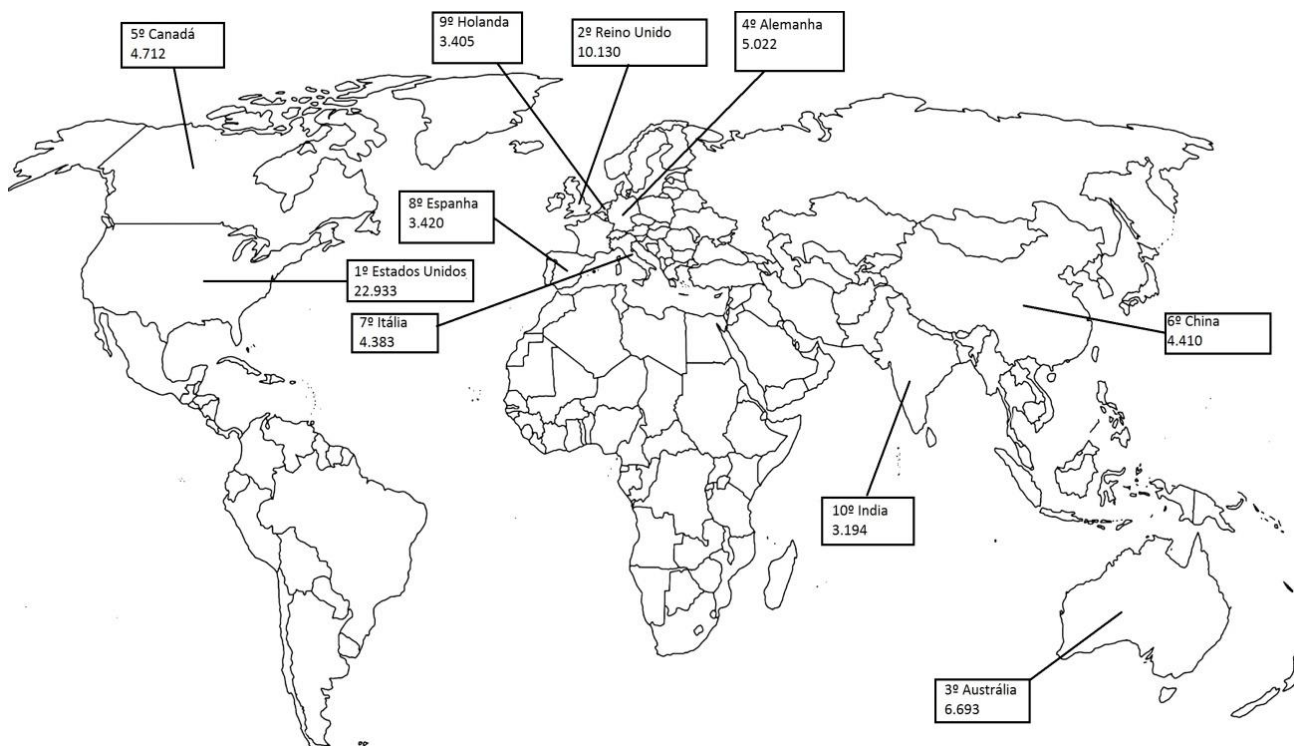 9º Holanda
3.405
2º Reino Unido
10.130
4º Alemanha
5.022
5º Canadá
4.712
8º Espanha
3.420
1º Estados Unidos
22.933
7º Itália
4.383
6º China
4.410
10º India
3.194
3º Austrália
6.693